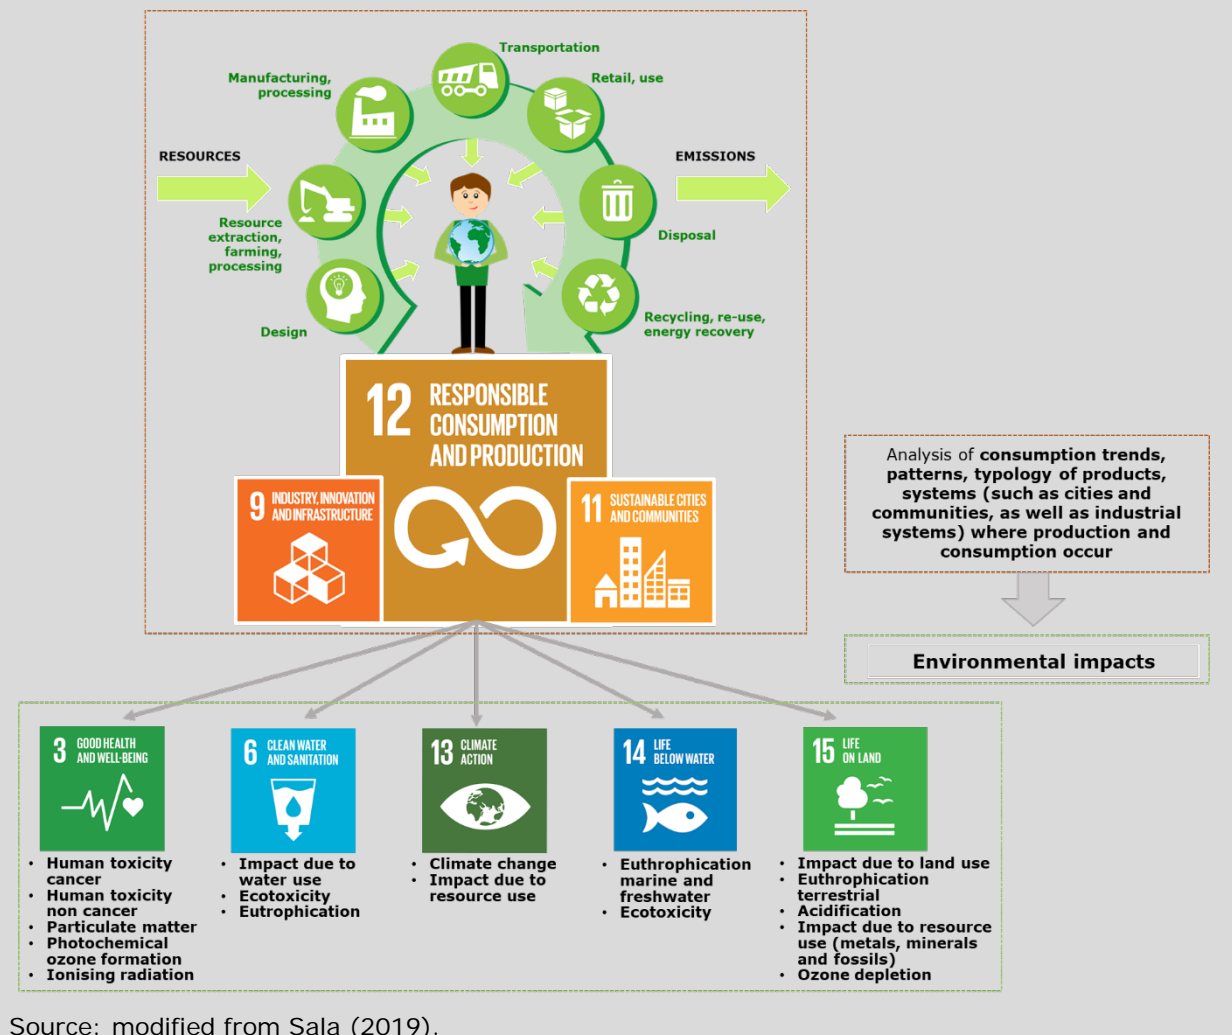 Transportation
Manufacturing,
processing
Retail, use
RESOURCES
EMISSIONS
Resource
extraction,
farming,
processing
Disposal
Design
Recycling, re-use,
energy recovery
12 RESPONSIBLE
CONSUMPTION
AND PRODUCTION
9 INDUSTRY, INNOVATION
AND INFRASTRUCTURE
11 SUSTAINABLE CITIES
AND COMMUNITIES
Analysis of consumption trends,
patterns, typology of products,
systems (such as cities and
communities, as well as industrial
systems) where production and
consumption occur
Environmental impacts
3 GOOD HEALTH
AND WELL-BEING
• Human toxicity
cancer
• Human toxicity
non cancer
• Particulate matter
• Photochemical
ozone formation
• Ionising radiation
6 CLEAN WATER
AND SANITATION
• Impact due to
water use
• Ecotoxicity
• Eutrophication
13 CLIMATE
ACTION
• Climate change
• Impact due to
resource use
14 LIFE
BELOW WATER
• Euthrophication
marine and
freshwater
• Ecotoxicity
15 LIFE
ON LAND
• Impact due to land use
• Euthrophication
terrestrial
• Acidification
• Impact due to resource
use (metals, minerals
and fossils)
• Ozone depletion
Source: modified from Sala (2019).